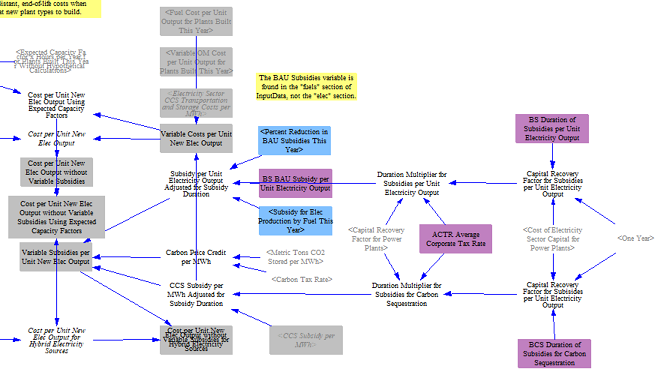 distant, end-of-life costs when
at new plant types to build.
<Fuel Cost per Unit
Output for Plants Built
This Year>
<Variable OM Cost
per Unit Output for
Plants Built This Year>
<Electricity Sector
CCS Transportation
and Storage Costs per
MWh>
<Expected Capacity Fa
Calculations>
The BAU Subsidies variable is
found in the "fuels" section of
InputData, not the "elec" section.
Cost per Unit New
Elec Output Using
Expected Capacity
Factors
Cost per Unit New
Elec Output
Variable Costs per Unit
New Elec Output
<Percent Reduction in
BAU Subsidies This
Year>
BS Duration of
Subsidies per Unit
Electricity Output
Cost per Unit New
Elec Output without
Variable Subsidies
Subsidy per Unit
Electricity Output
Adjusted for Subsidy
Duration
BS BAU Subsidy per
Unit Electricity Output
Duration Multiplier for
Subsidies per Unit
Electricity Output
Capital Recovery
Factor for Subsidies
per Unit Electricity
Output
Cost per Unit New Elec
Output without Variable
Subsidies Using Expected
Capacity Factors
<Subsidy for Elec
Production by Fuel This
Year>
<Capital Recovery
Factor for Power
Plants>
ACTR Average
Corporate Tax Rate
<Cost of Electricity
Sector Capital for
Power Plants>
<One Year>
Variable Subsidies per
Unit New Elec Output
Carbon Price Credit
per MWh
<Metric Tons CO2
Stored per MWh>
<Carbon Tax Rate>
CCS Subsidy per
MWh Adjusted for
Subsidy Duration
Duration Multiplier for
Subsidies for Carbon
Sequestration
Capital Recovery
Factor for Subsidies
per Unit Electricity
Output
Cost per Unit New
Elec Output for
Hybrid Electricity
Sources
Cost per Unit New
Elec Output without
Variable Subsidies for
Hybrid Electricity
Sources
<CCS Subsidy per
MWh>
BCS Duration of
Subsidies for Carbon
Sequestration